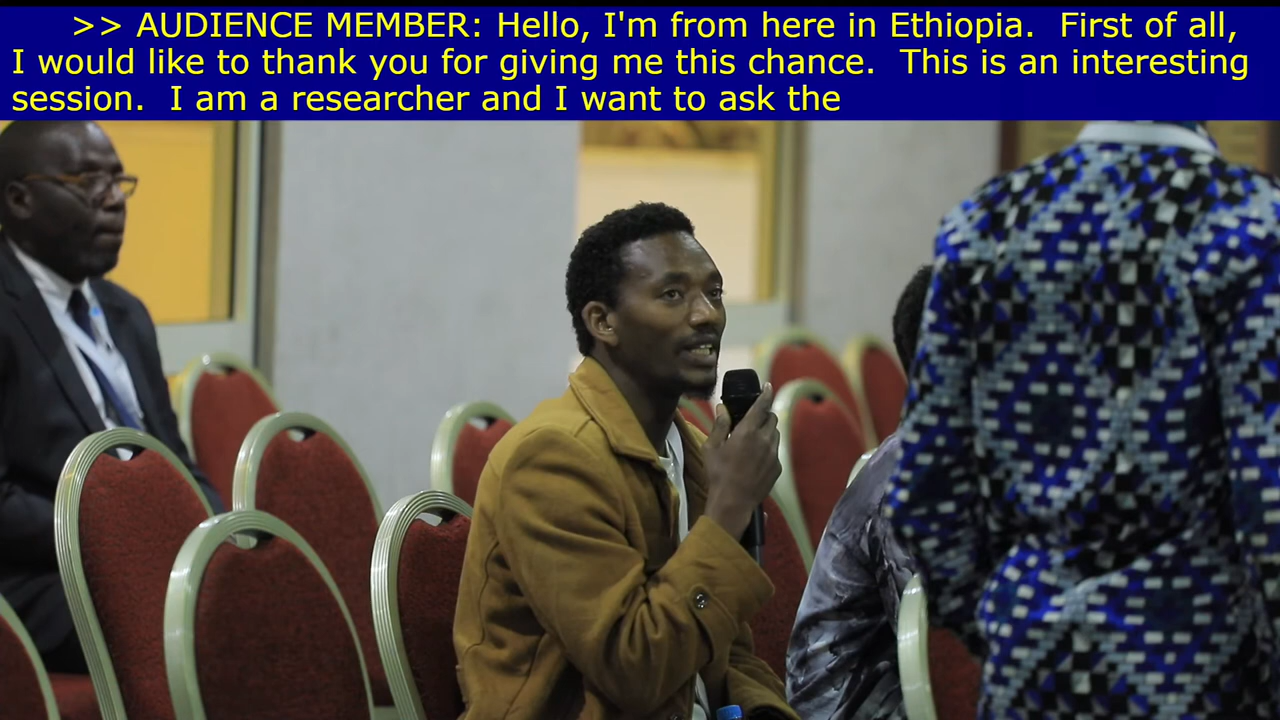 >> AUDIENCE MEMBER: Hello, I'm from here in Ethiopia.  First of all,
I would like to thank you for giving me this chance.  This is an interesting
session.  I am a researcher and I want to ask the